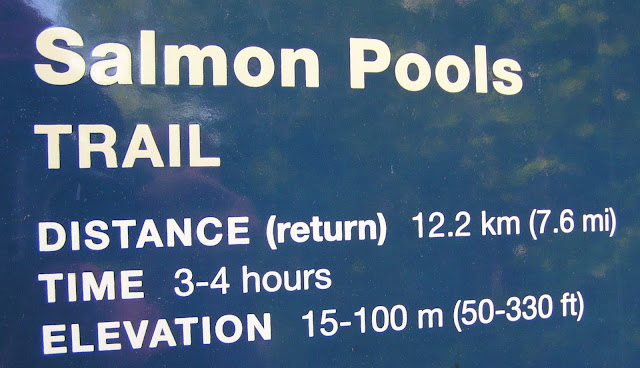 Salmon Pools
TRAIL
DISTANCE (return) 12.2 km (7.6 mi)
TIME 3-4 hours
ELEVATION 15-100 m (50-330 ft)